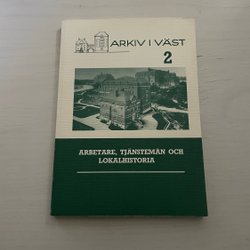 ARKIV I VÄST
2
ARBETARE, TJÄNSTEMÄN OCH
LOKALHISTORIA